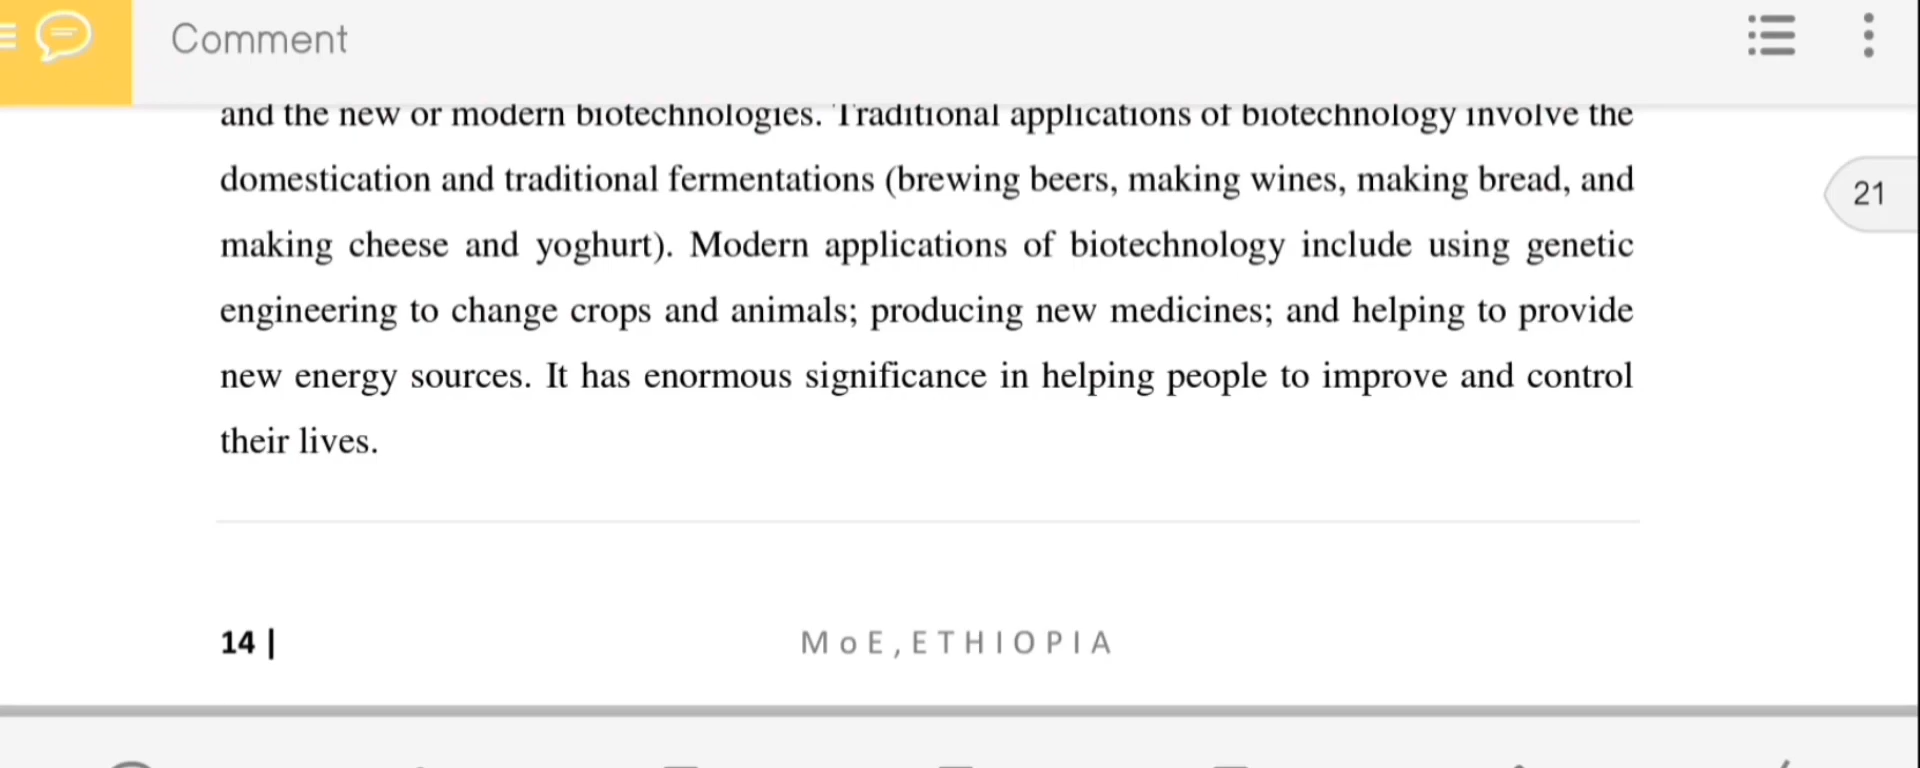 Comment
and the new or modern biotechnologies. Traditional applications of biotechnology involve the
21
domestication and traditional fermentations (brewing beers, making wines, making bread, and
making cheese and yoghurt). Modern applications of biotechnology include using genetic
engineering to change crops and animals; producing new medicines; and helping to provide
new energy sources. It has enormous significance in helping people to improve and control
their lives.
14 | MoE,ETHIOPIA